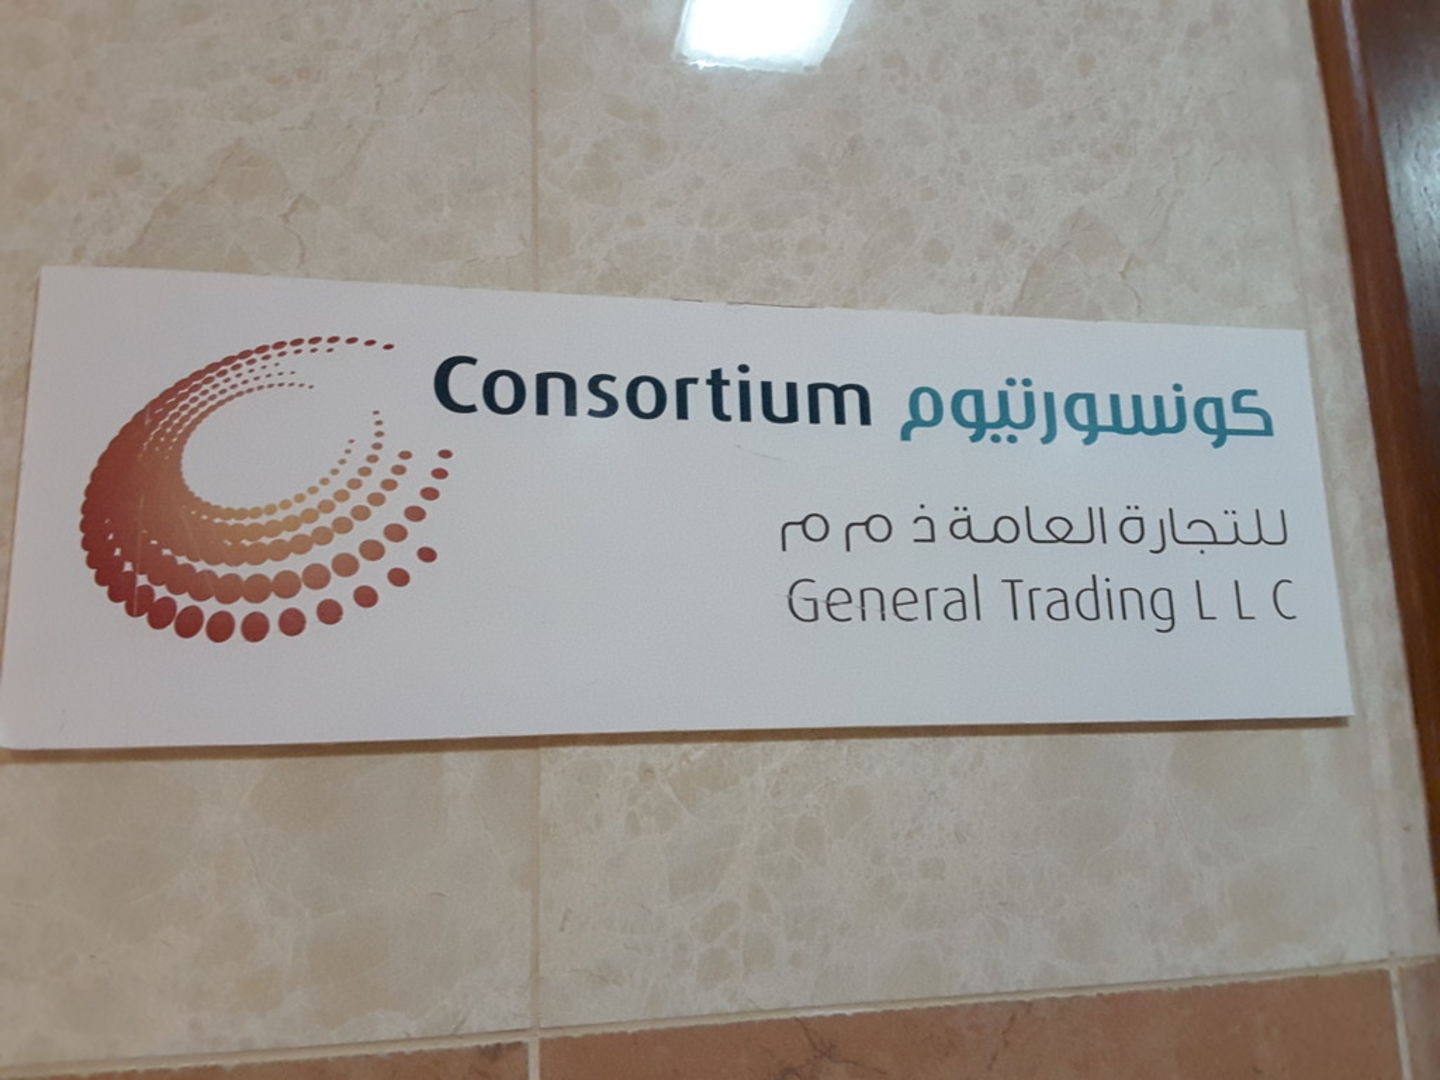 Consortium كونسورتيوم
للتجارة العامة ذ م م
General Trading L L C